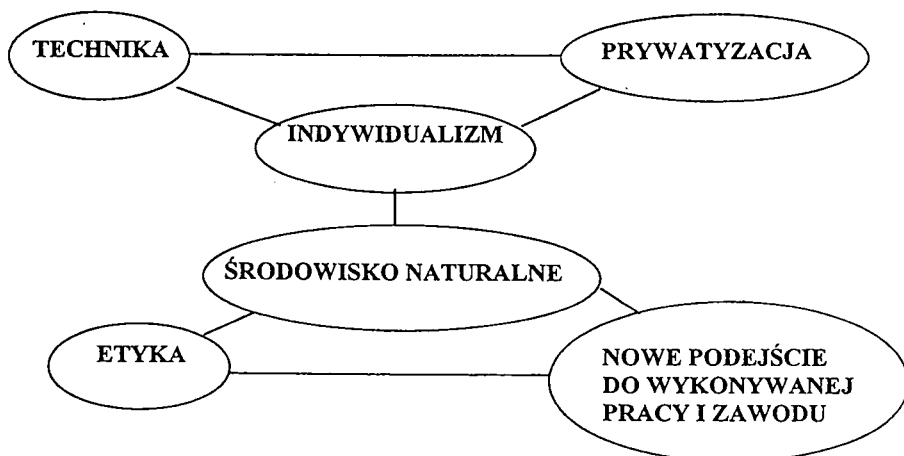 TECHNIKA
PRYWATYZACJA
INDYWIDUALIZM
ŚRODOWISKO NATURALNE
ETYKA
NOWE PODEJŚCIE
DO WYKONYWANEJ
PRACY I ZAWODU